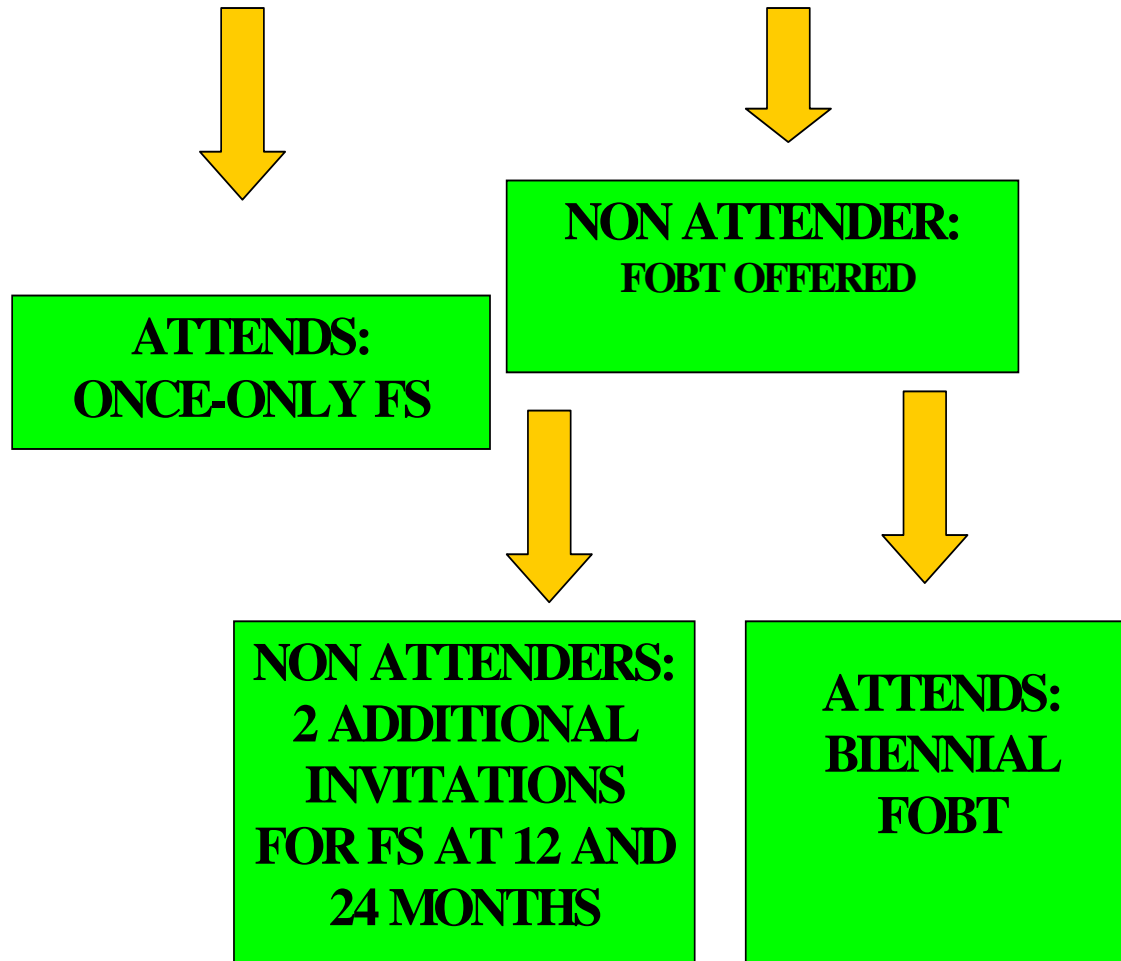 NON ATTENDER:
FOBT OFFERED
ATTENDS:
ONCE-ONLY FS
NON ATTENDERS:
2 ADDITIONAL
INVITATIONS
FOR FS AT 12 AND
24 MONTHS
ATTENDS:
BIENNIAL
FOBT